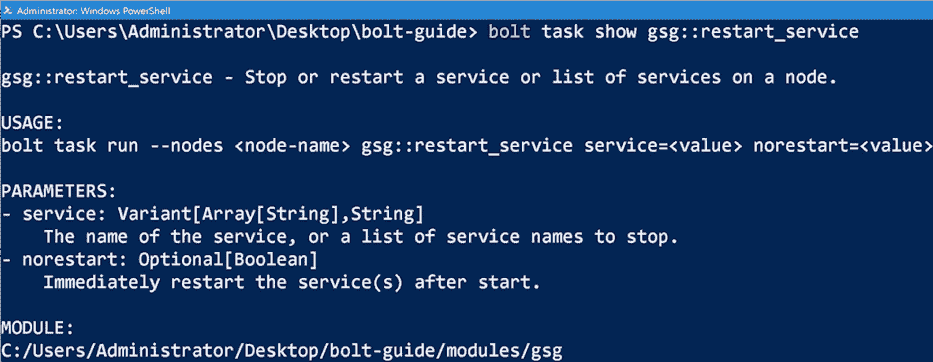 Administrator: Windows PowerShell
PS C:\Users\Administrator\Desktop\bolt-guide> bolt task show gsg::restart_service
gsg::restart_service - Stop or restart a service or list of services on a node.
USAGE:
bolt task run --nodes <node-name> gsg::restart_service service=<value> norestart=<value>
PARAMETERS:
- service: Variant[Array[String],String]
The name of the service, or a list of service names to stop.
- norestart: Optional[Boolean]
Immediately restart the service(s) after start.
MODULE:
C:/Users/Administrator/Desktop/bolt-guide/modules/gsg